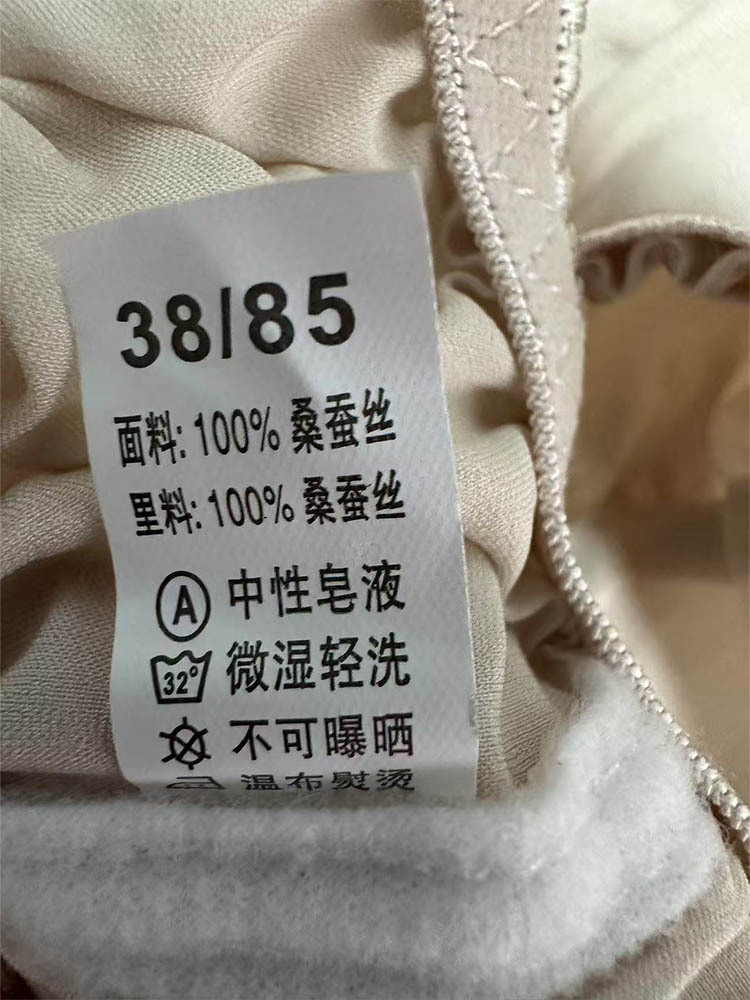 38/85
面料: 100% 桑蚕丝
里料: 100% 桑蚕丝
A 中性皂液
32° 微湿轻洗
不可曝晒
温布熨烫